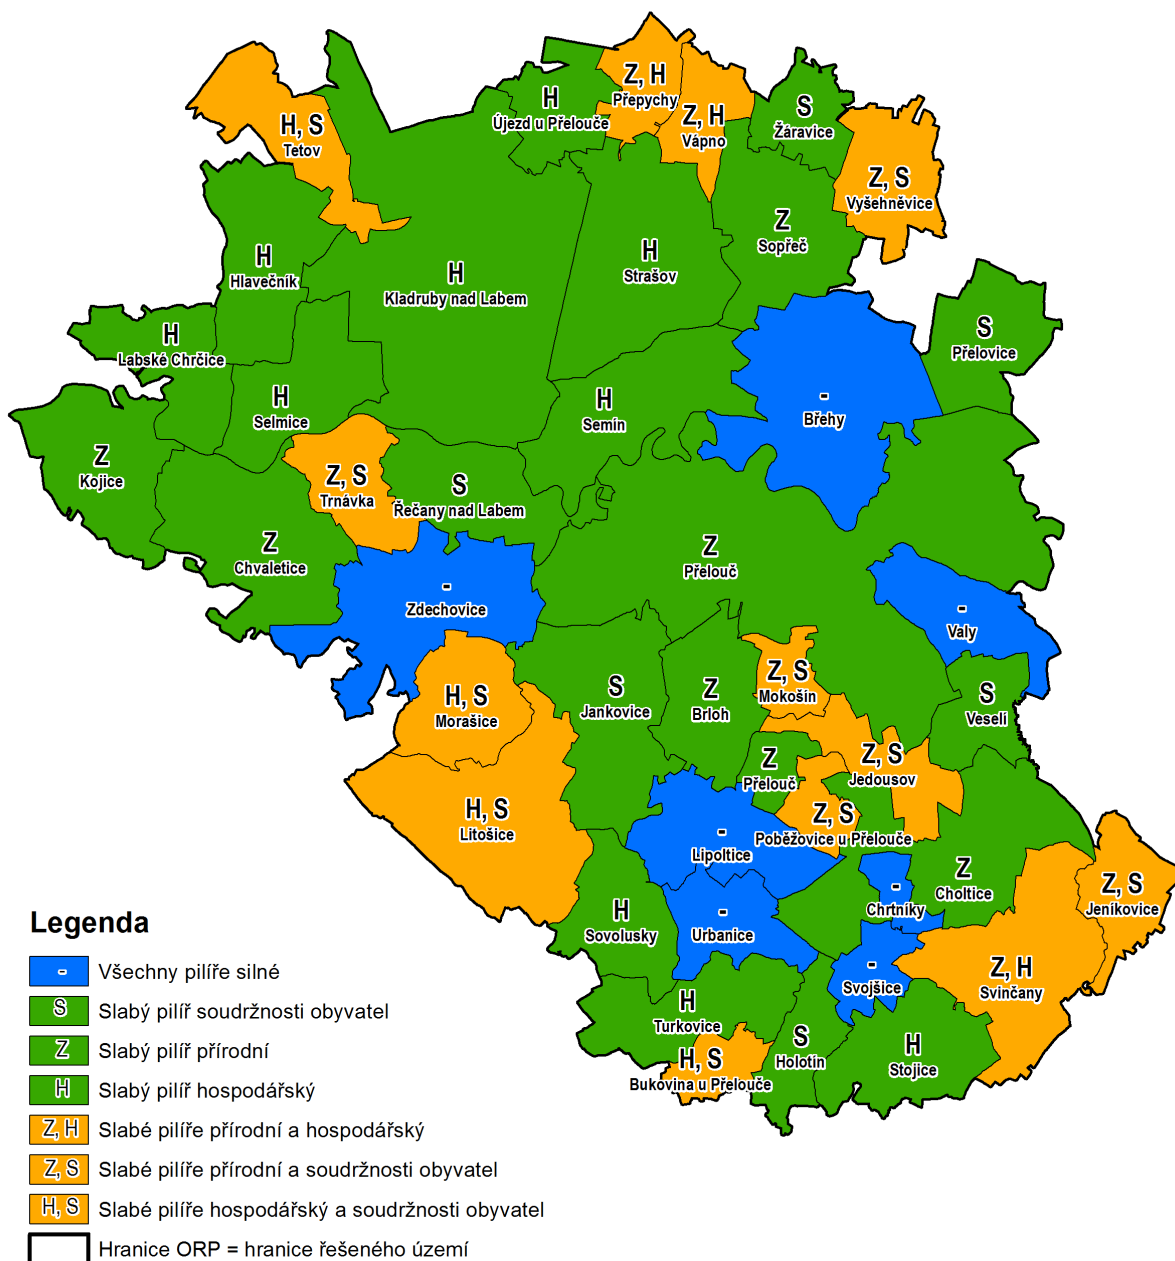 Z, H
Přepychy
H
Újezd u Přelouče
Z, H
Vápno
S
Žáravice
H, S
Tetov
Z, S
Vyšehněvice
Z
Sopřeč
H
Hlavečník
H
Kladruby nad Labem
H
Strašov
H
Labské Chrčice
S
Přelovice
H
Selmice
H
Semín
-
Břehy
Z
Kojice
Z, S
Trnávka
S
Řečany nad Labem
Z
Chvaletice
Z
Přelouč
-
Zdechovice
-
Valy
H, S
Morašice
S
Jankovice
Z
Brloh
Z, S
Mokošín
S
Veselí
Z
Přelouč
Z, S
Jedousov
H, S
Litošice
Z, S
Poběžovice u Přelouče
-
Lipoltice
Z
Choltice
Z, S
Jeníkovice
-
Chrtníky
H
Sovolusky
-
Urbanice
-
Svojšice
Z, H
Svinčany
H
Turkovice
S
Holotín
H
Stojice
H, S
Bukovina u Přelouče
Legenda
- Všechny pilíře silné
S Slabý pilíř soudržnosti obyvatel
Z Slabý pilíř přírodní
H Slabý pilíř hospodářský
Z, H Slabé pilíře přírodní a hospodářský
Z, S Slabé pilíře přírodní a soudržnosti obyvatel
H, S Slabé pilíře hospodářský a soudržnosti obyvatel
Hranice ORP = hranice řešeného území